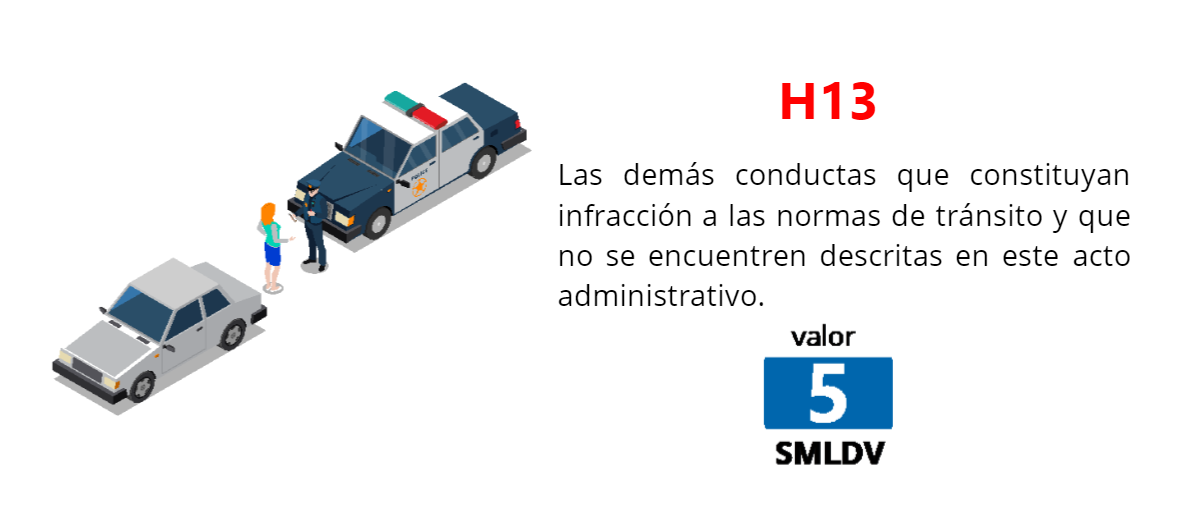 H13
Las demás conductas que constituyan
infracción a las normas de tránsito y que
no se encuentren descritas en este acto
administrativo.
valor
5
SMLDV
POLICE